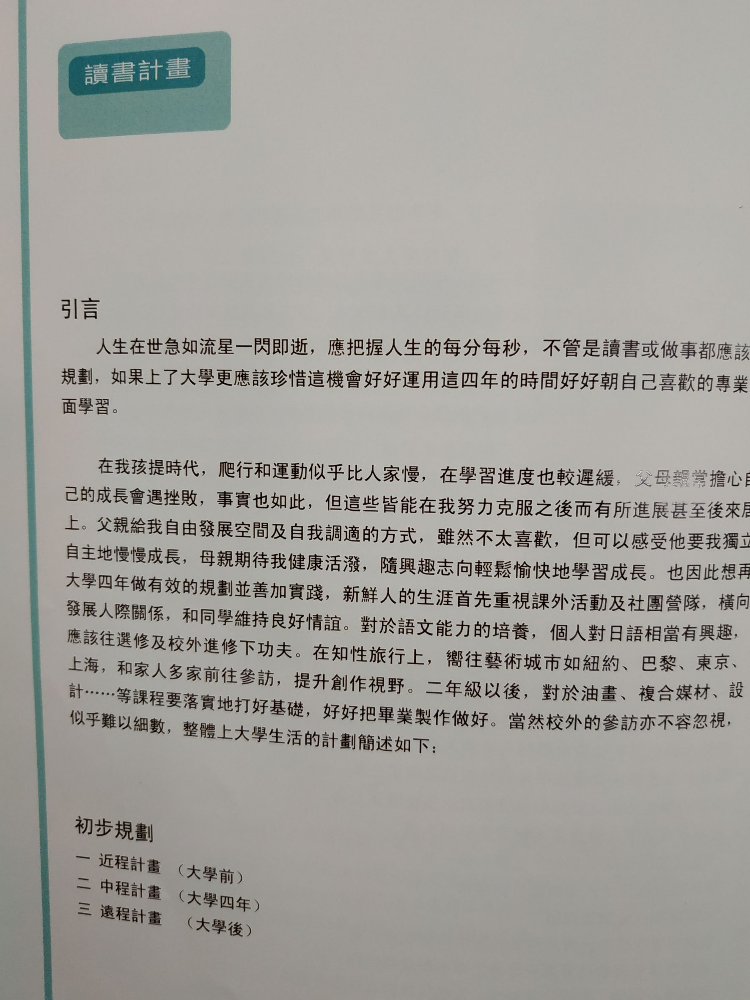 讀書計畫
引言
人生在世急如流星一閃即逝，應把握人生的每分每秒，不管是讀書或做事都應該
規劃，如果上了大學更應該珍惜這機會好好運用這四年的時間好好朝自己喜歡的專業
面學習。
在我孩提時代，爬行和運動似乎比人家慢，在學習進度也較遲緩，父母親常擔心自
己的成長會遇挫敗，事實也如此，但這些皆能在我努力克服之後而有所進展甚至後來居
上。父親給我自由發展空間及自我調適的方式，雖然不太喜歡，但可以感受他要我獨立
自主地慢慢成長，母親期待我健康活潑，隨興趣志向輕鬆愉快地學習成長。也因此想再
大學四年做有效的規劃並善加實踐，新鮮人的生涯首先重視課外活動及社團營隊，橫向
發展人際關係，和同學維持良好情誼。對於語文能力的培養，個人對日語相當有興趣，
應該往選修及校外進修下功夫。在知性旅行上，嚮往藝術城市如紐約、巴黎、東京、
上海，和家人多家前往參訪，提升創作視野。二年級以後，對於油畫、複合媒材、設
計……等課程要落實地打好基礎，好好把畢業製作做好。當然校外的參訪亦不容忽視，
似乎難以細數，整體上大學生活的計劃簡述如下：
初步規劃
一 近程計畫 （大學前）
二 中程計畫 （大學四年）
三 遠程計畫 （大學後）